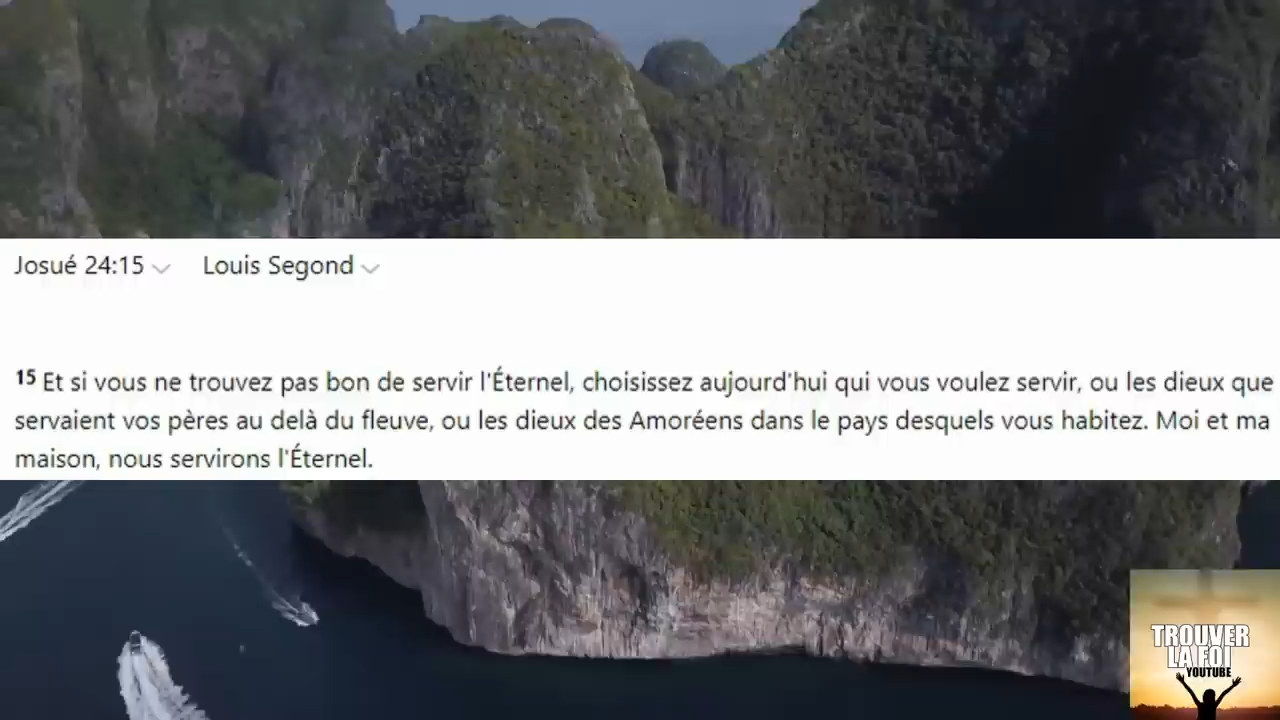 Josué 24:15 Louis Segond
15 Et si vous ne trouvez pas bon de servir l'Éternel, choisissez aujourd'hui qui vous voulez servir, ou les dieux que
servaient vos pères au delà du fleuve, ou les dieux des Amoréens dans le pays desquels vous habitez. Moi et ma
maison, nous servirons l'Éternel.
TROUVER
LA FOI
YOUTUBE